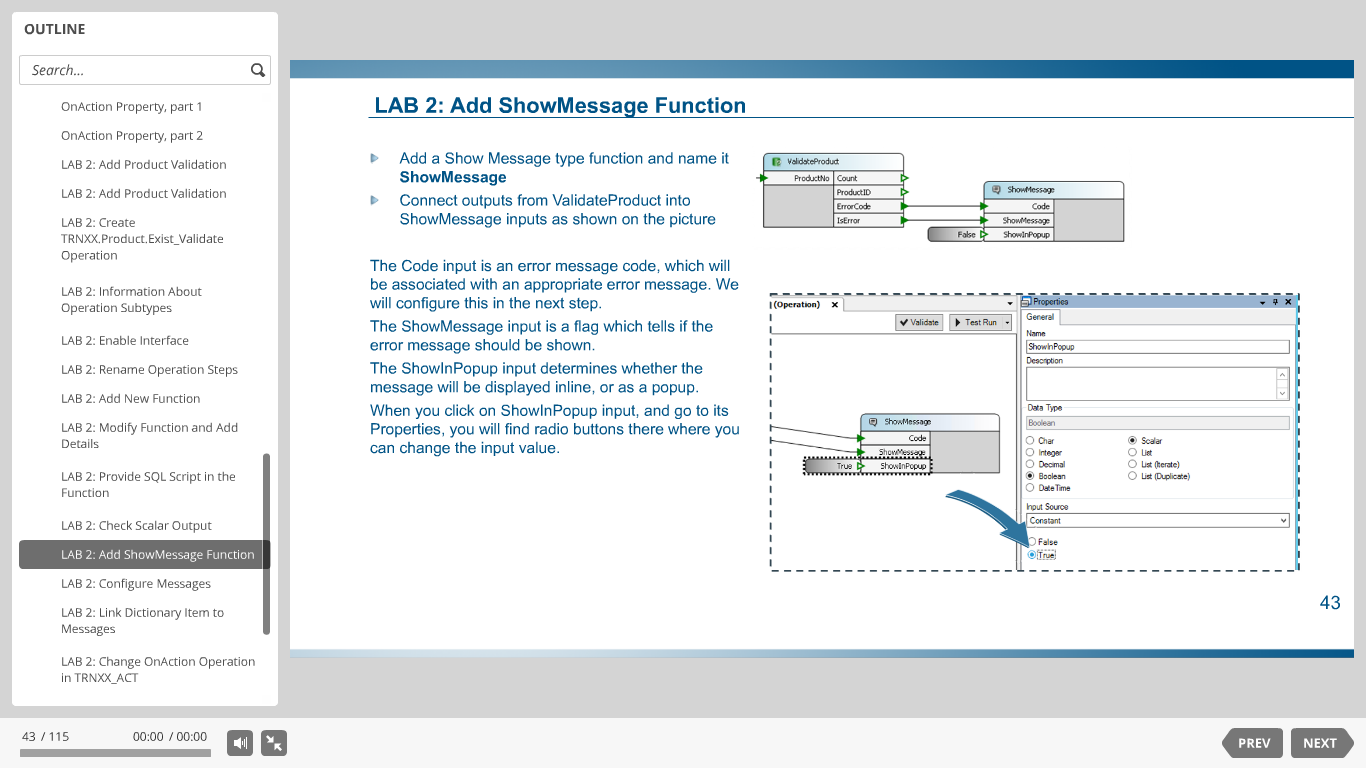 OUTLINE
Search...
OnAction Property, part 1
OnAction Property, part 2
LAB 2: Add Product Validation
LAB 2: Add Product Validation
LAB 2: Create
TRNXX.Product.Exist_Validate
Operation
LAB 2: Information About
Operation Subtypes
LAB 2: Enable Interface
LAB 2: Rename Operation Steps
LAB 2: Add New Function
LAB 2: Modify Function and Add
Details
LAB 2: Provide SQL Script in the
Function
LAB 2: Check Scalar Output
LAB 2: Add ShowMessage Function
LAB 2: Configure Messages
LAB 2: Link Dictionary Item to
Messages
LAB 2: Change OnAction Operation
in TRNXX_ACT
LAB 2: Add ShowMessage Function
Add a Show Message type function and name it
ShowMessage
Connect outputs from ValidateProduct into
ShowMessage inputs as shown on the picture
The Code input is an error message code, which will
be associated with an appropriate error message. We
will configure this in the next step.
The ShowMessage input is a flag which tells if the
error message should be shown.
The ShowInPopup input determines whether the
message will be displayed inline, or as a popup.
When you click on ShowInPopup input, and go to its
Properties, you will find radio buttons there where you
can change the input value.
ValidateProduct
ProductNo Count
ProductID
ErrorCode
IsError
ShowMessage
Code
ShowMessage
False ShowInPopup
(Operation)
Validate Test Run
ShowMessage
Code
ShowMessage
True ShowInPopup
Properties
General
Name
ShowInPopup
Description
Data Type
Boolean
Char Scalar
Integer List
Decimal List (Iterate)
Boolean List (Duplicate)
DateTime
Input Source
Constant
False
True
43
43 / 115 00:00 / 00:00
PREV NEXT